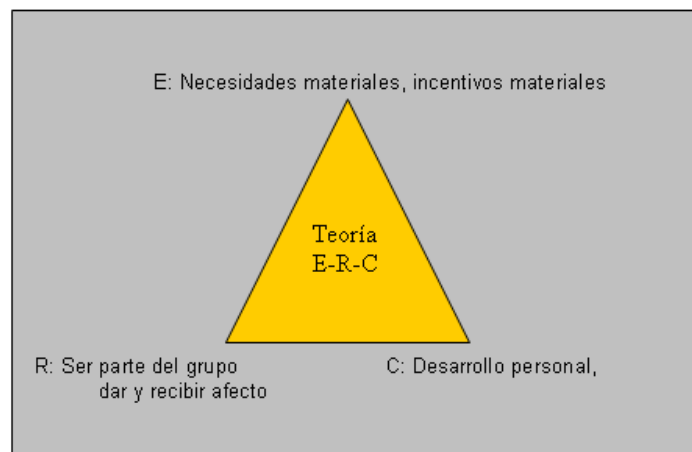 E: Necesidades materiales, incentivos materiales
Teoría
E-R-C
R: Ser parte del grupo
dar y recibir afecto
C: Desarrollo personal,